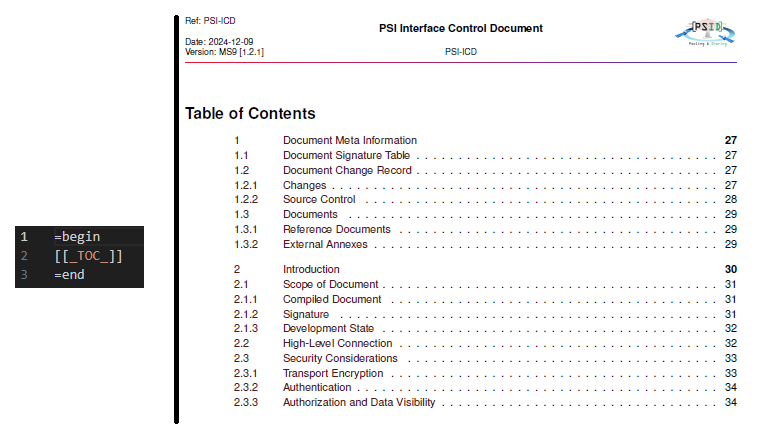 1 =begin
2 [[_TOC_]]
3 =end
Ref: PSI-ICD
Date: 2024-12-09
Version: MS9 [1.2.1]
PSI Interface Control Document
PSI-ICD
PSID
Pooling & Sharing
Table of Contents
1 Document Meta Information 27
1.1 Document Signature Table . . . . . . . . . . . . . . . . . . . . . . . . . . . . . . . . . . . . 27
1.2 Document Change Record . . . . . . . . . . . . . . . . . . . . . . . . . . . . . . . . . . . . 27
1.2.1 Changes . . . . . . . . . . . . . . . . . . . . . . . . . . . . . . . . . . . . . . . . . . . . . . 27
1.2.2 Source Control . . . . . . . . . . . . . . . . . . . . . . . . . . . . . . . . . . . . . . . . . . 28
1.3 Documents . . . . . . . . . . . . . . . . . . . . . . . . . . . . . . . . . . . . . . . . . . . . 29
1.3.1 Reference Documents . . . . . . . . . . . . . . . . . . . . . . . . . . . . . . . . . . . . . . 29
1.3.2 External Annexes . . . . . . . . . . . . . . . . . . . . . . . . . . . . . . . . . . . . . . . . . 29
2 Introduction 30
2.1 Scope of Document . . . . . . . . . . . . . . . . . . . . . . . . . . . . . . . . . . . . . . . . 31
2.1.1 Compiled Document . . . . . . . . . . . . . . . . . . . . . . . . . . . . . . . . . . . . . . . 31
2.1.2 Signature . . . . . . . . . . . . . . . . . . . . . . . . . . . . . . . . . . . . . . . . . . . . . 31
2.1.3 Development State . . . . . . . . . . . . . . . . . . . . . . . . . . . . . . . . . . . . . . . . 32
2.2 High-Level Connection . . . . . . . . . . . . . . . . . . . . . . . . . . . . . . . . . . . . . . 32
2.3 Security Considerations . . . . . . . . . . . . . . . . . . . . . . . . . . . . . . . . . . . . . 33
2.3.1 Transport Encryption . . . . . . . . . . . . . . . . . . . . . . . . . . . . . . . . . . . . . . . 33
2.3.2 Authentication . . . . . . . . . . . . . . . . . . . . . . . . . . . . . . . . . . . . . . . . . . . 34
2.3.3 Authorization and Data Visibility . . . . . . . . . . . . . . . . . . . . . . . . . . . . . . . . . 34